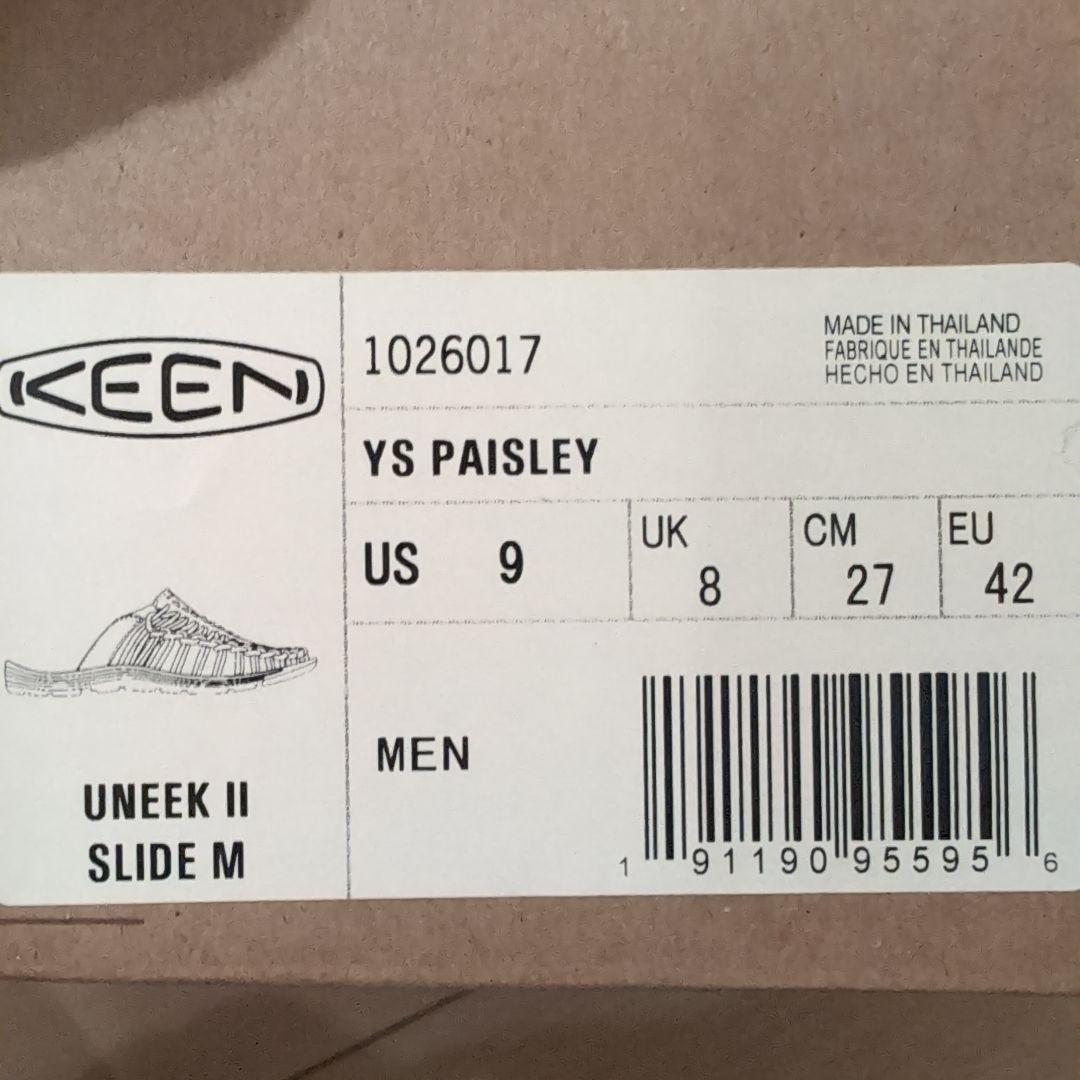 KEEN
1026017
MADE IN THAILAND
FABRIQUE EN THAILANDE
HECHO EN THAILAND
YS PAISLEY
US 9
UK 8
CM 27
EU 42
MEN
UNEEK II
SLIDE M
1 91190 95595 6